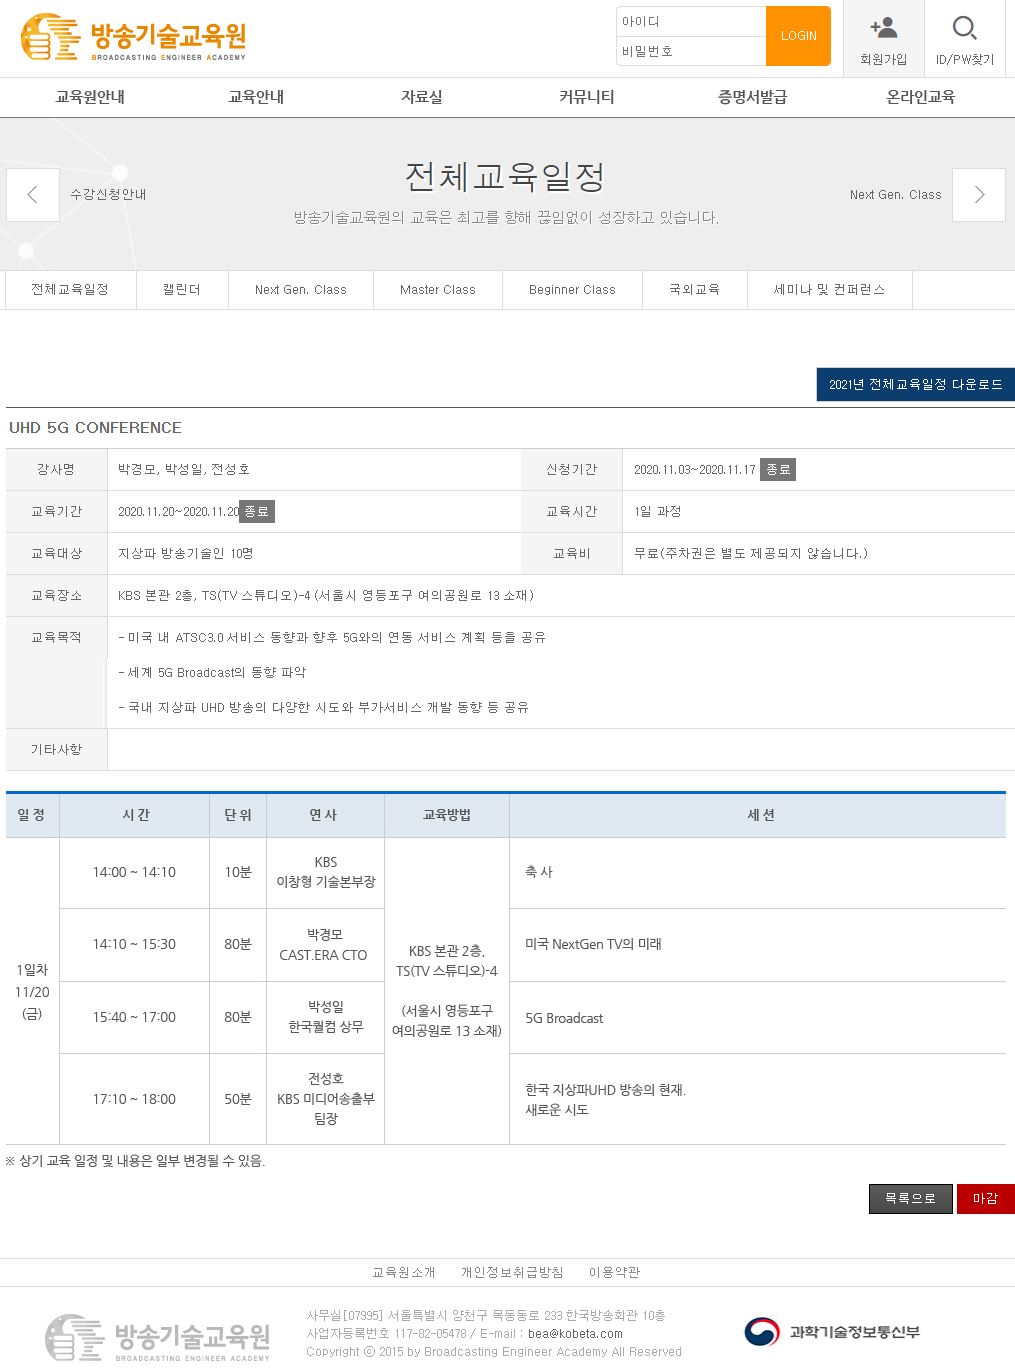 방송기술교육원
BROADCASTING ENGINEER ACADEMY
아이디
비밀번호
LOGIN
회원가입
ID/PW찾기
교육원안내
교육안내
자료실
커뮤니티
증명서발급
온라인교육
전체교육일정
수강신청안내
Next Gen. Class
방송기술교육원의 교육은 최고를 향해 끊임없이 성장하고 있습니다.
전체교육일정
캘린더
Next Gen. Class
Master Class
Beginner Class
국외교육
세미나 및 컨퍼런스
2021년 전체교육일정 다운로드
UHD 5G CONFERENCE
강사명 박경모, 박성일, 전성호 신청기간 2020.11.03~2020.11.17 종료
교육기간 2020.11.20~2020.11.20 종료 교육시간 1일 과정
교육대상 지상파 방송기술인 10명 교육비 무료(주차권은 별도 제공되지 않습니다.)
교육장소 KBS 본관 2층, TS(TV 스튜디오)-4 (서울시 영등포구 여의공원로 13 소재)
교육목적 - 미국 내 ATSC3.0 서비스 동향과 향후 5G와의 연동 서비스 계획 등을 공유
- 세계 5G Broadcast의 동향 파악
- 국내 지상파 UHD 방송의 다양한 시도와 부가서비스 개발 동향 등 공유
기타사항
일 정 시 간 단 위 연 사 교육방법 세 션
1일차
11/20
(금)
14:00 ~ 14:10 10분
KBS
이창형 기술본부장
축 사
14:10 ~ 15:30 80분
박경모
CAST.ERA CTO
미국 NextGen TV의 미래
KBS 본관 2층,
TS(TV 스튜디오)-4
(서울시 영등포구
여의공원로 13 소재)
15:40 ~ 17:00 80분
박성일
한국퀄컴 상무
5G Broadcast
17:10 ~ 18:00 50분
전성호
KBS 미디어송출부
팀장
한국 지상파UHD 방송의 현재.
새로운 시도
※ 상기 교육 일정 및 내용은 일부 변경될 수 있음.
목록으로
마감
교육원소개
개인정보취급방침
이용약관
방송기술교육원
BROADCASTING ENGINEER ACADEMY
사무실[07995] 서울특별시 양천구 목동동로 233 한국방송회관 10층
사업자등록번호 117-82-05478 / E-mail : bea@kobeta.com
Copyright ⓒ 2015 by Broadcasting Engineer Academy All Reserved
과학기술정보통신부